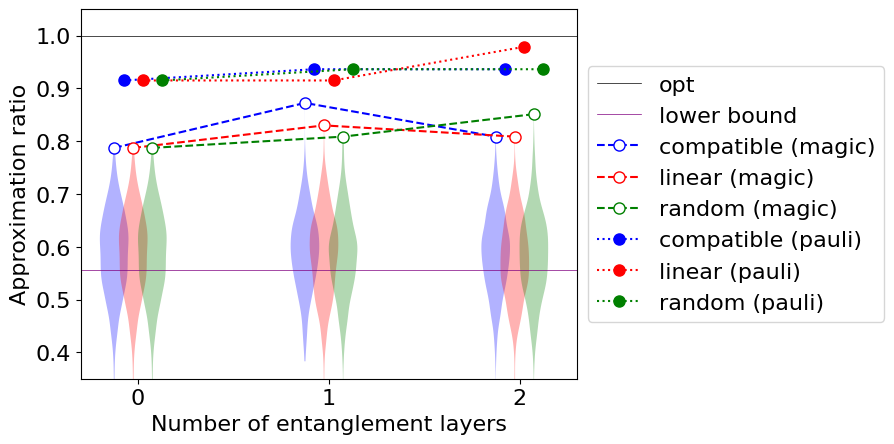 1.0
0.9
0.8
0.7
0.6
0.5
0.4
Approximation ratio
0 1 2
Number of entanglement layers
opt
lower bound
compatible (magic)
linear (magic)
random (magic)
compatible (pauli)
linear (pauli)
random (pauli)